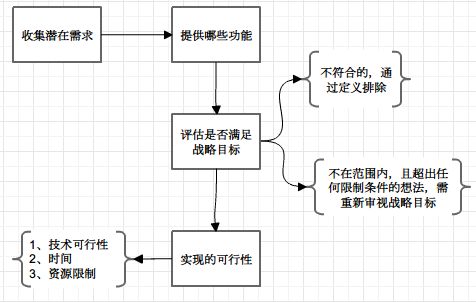 收集潜在需求
提供哪些功能
不符合的，通
过定义排除
评估是否满足
战略目标
不在范围内，且超出任
何限制条件的想法，需
重新审视战略目标
实现的可行性
1、技术可行性
2、时间
3、资源限制